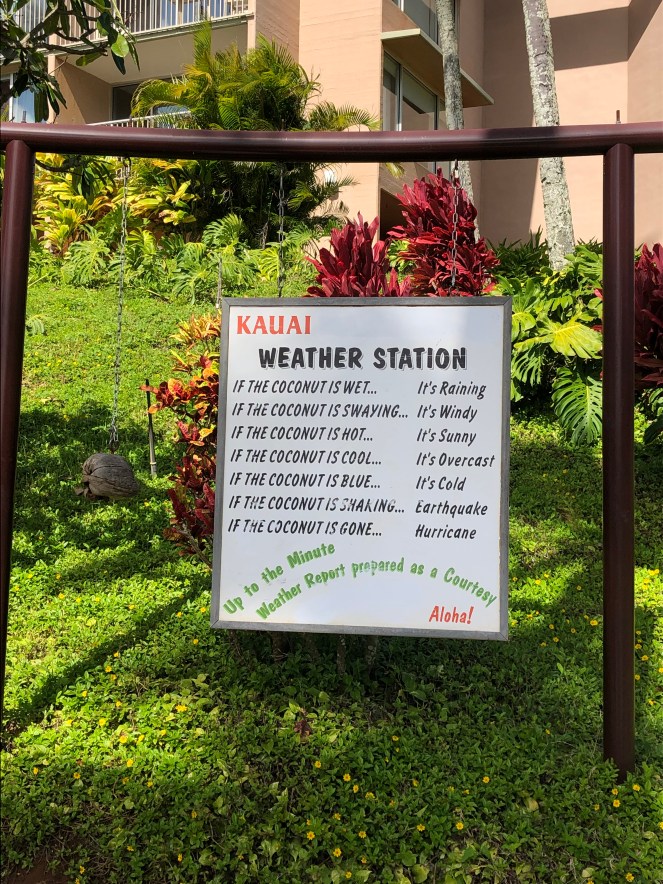 KAUAI
WEATHER STATION
IF THE COCONUT IS WET... It's Raining
IF THE COCONUT IS SWAYING... It's Windy
IF THE COCONUT IS HOT... It's Sunny
IF THE COCONUT IS COOL... It's Overcast
IF THE COCONUT IS BLUE... It's Cold
IF THE COCONUT IS SHAKING... Earthquake
IF THE COCONUT IS GONE... Hurricane
Up to the Minute
Weather Report prepared as a Courtesy
Aloha!